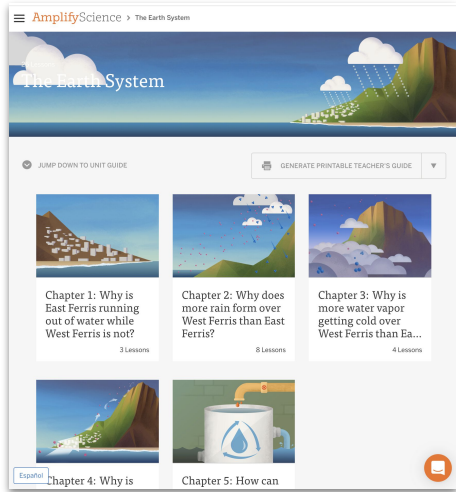 AmplifyScience > The Earth System
The Earth System
JUMP DOWN TO UNIT GUIDE
GENERATE PRINTABLE TEACHER'S GUIDE
Chapter 1: Why is
East Ferris running
out of water while
West Ferris is not?
3 Lessons
Chapter 2: Why does
more rain form over
West Ferris than East
Ferris?
8 Lessons
Chapter 3: Why is
more water vapor
getting cold over
West Ferris than Ea...
4 Lessons
Chapter 4: Why is
Chapter 5: How can
Español